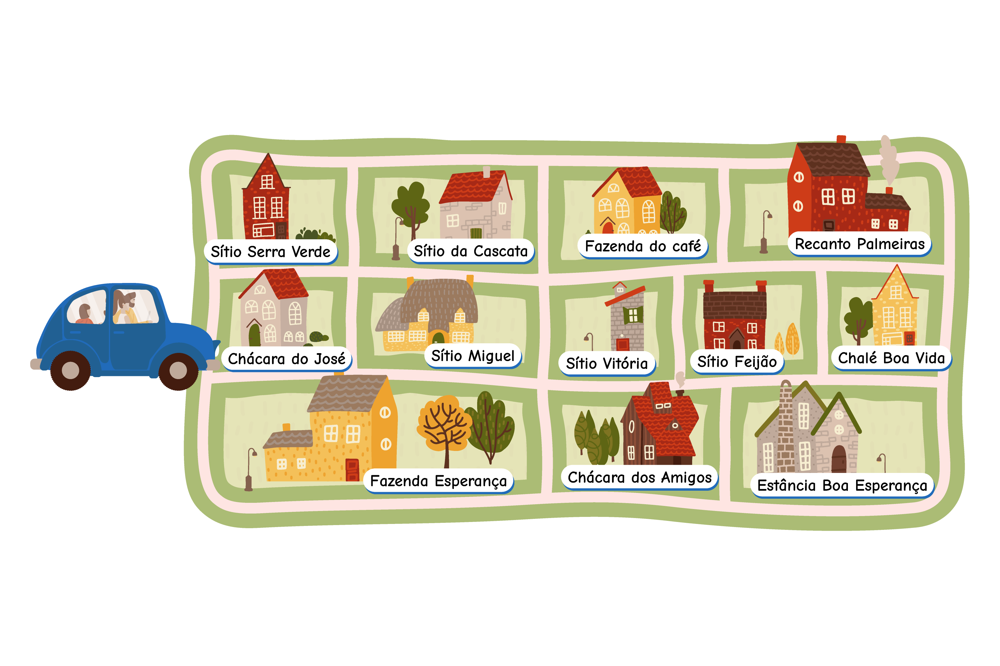 Sítio Serra Verde
Sítio da Cascata
Fazenda do café
Recanto Palmeiras
Chácara do José
Sítio Miguel
Sítio Vitória
Sítio Feijão
Chalé Boa Vida
Fazenda Esperança
Chácara dos Amigos
Estância Boa Esperança